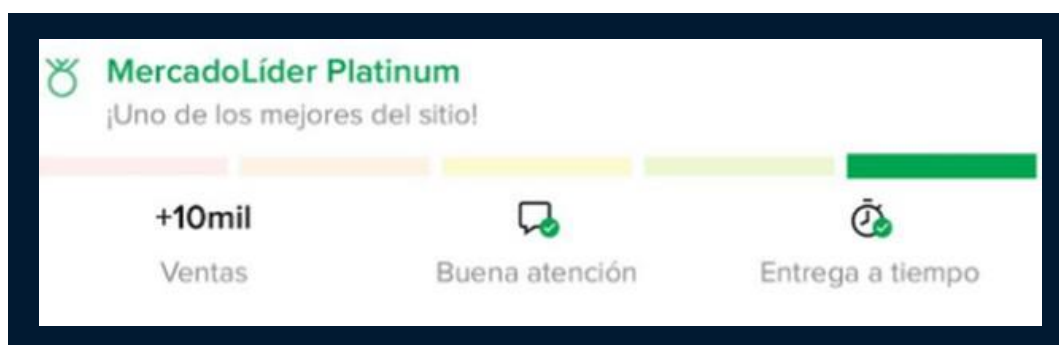 MercadoLíder Platinum
¡Uno de los mejores del sitio!
+10mil
Ventas
Buena atención
Entrega a tiempo